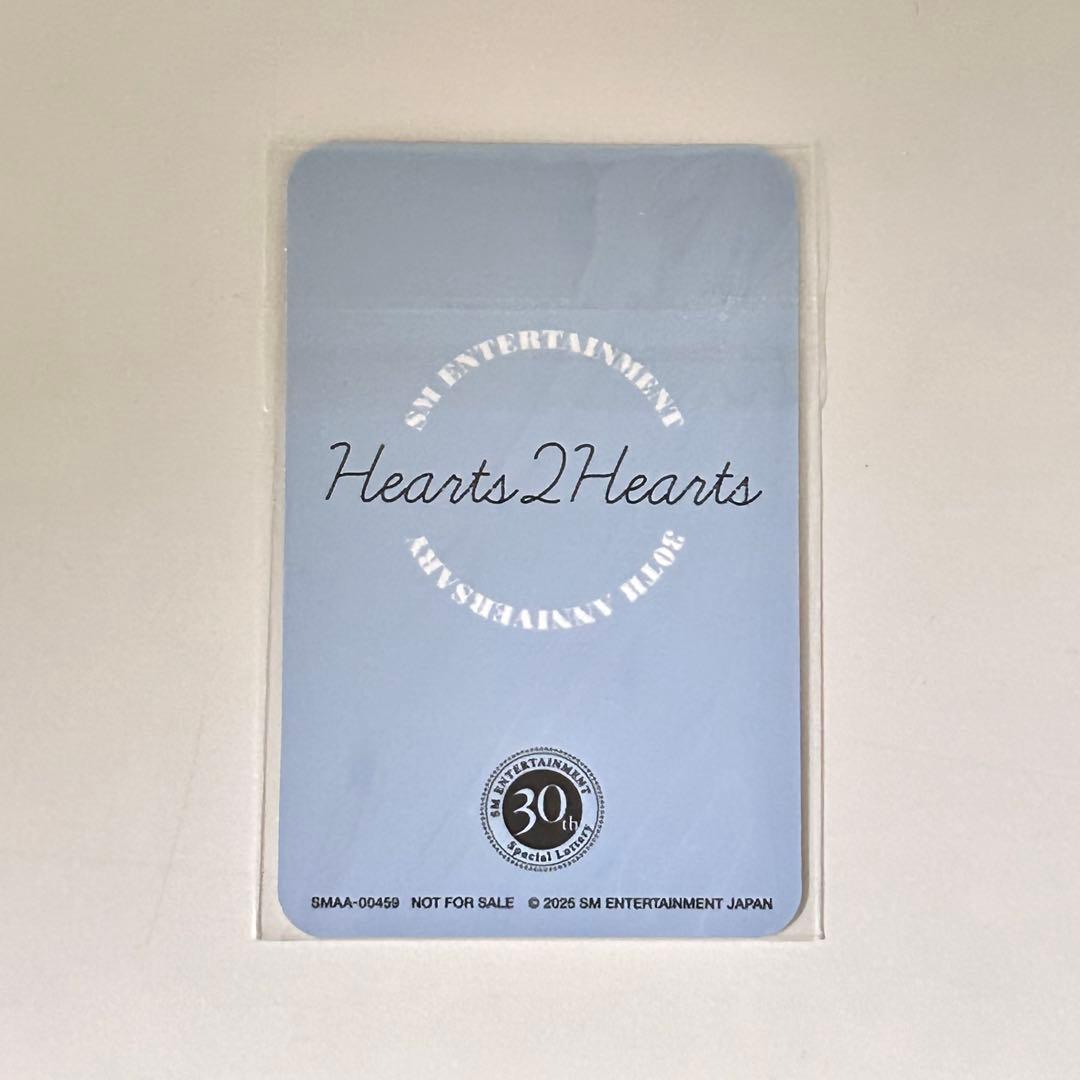 SM ENTERTAINMENT
Hearts2Hearts
30TH ANNIVERSARY
SM ENTERTAINMENT
30th
Special Lottery
SMAA-00459 NOT FOR SALE © 2025 SM ENTERTAINMENT JAPAN